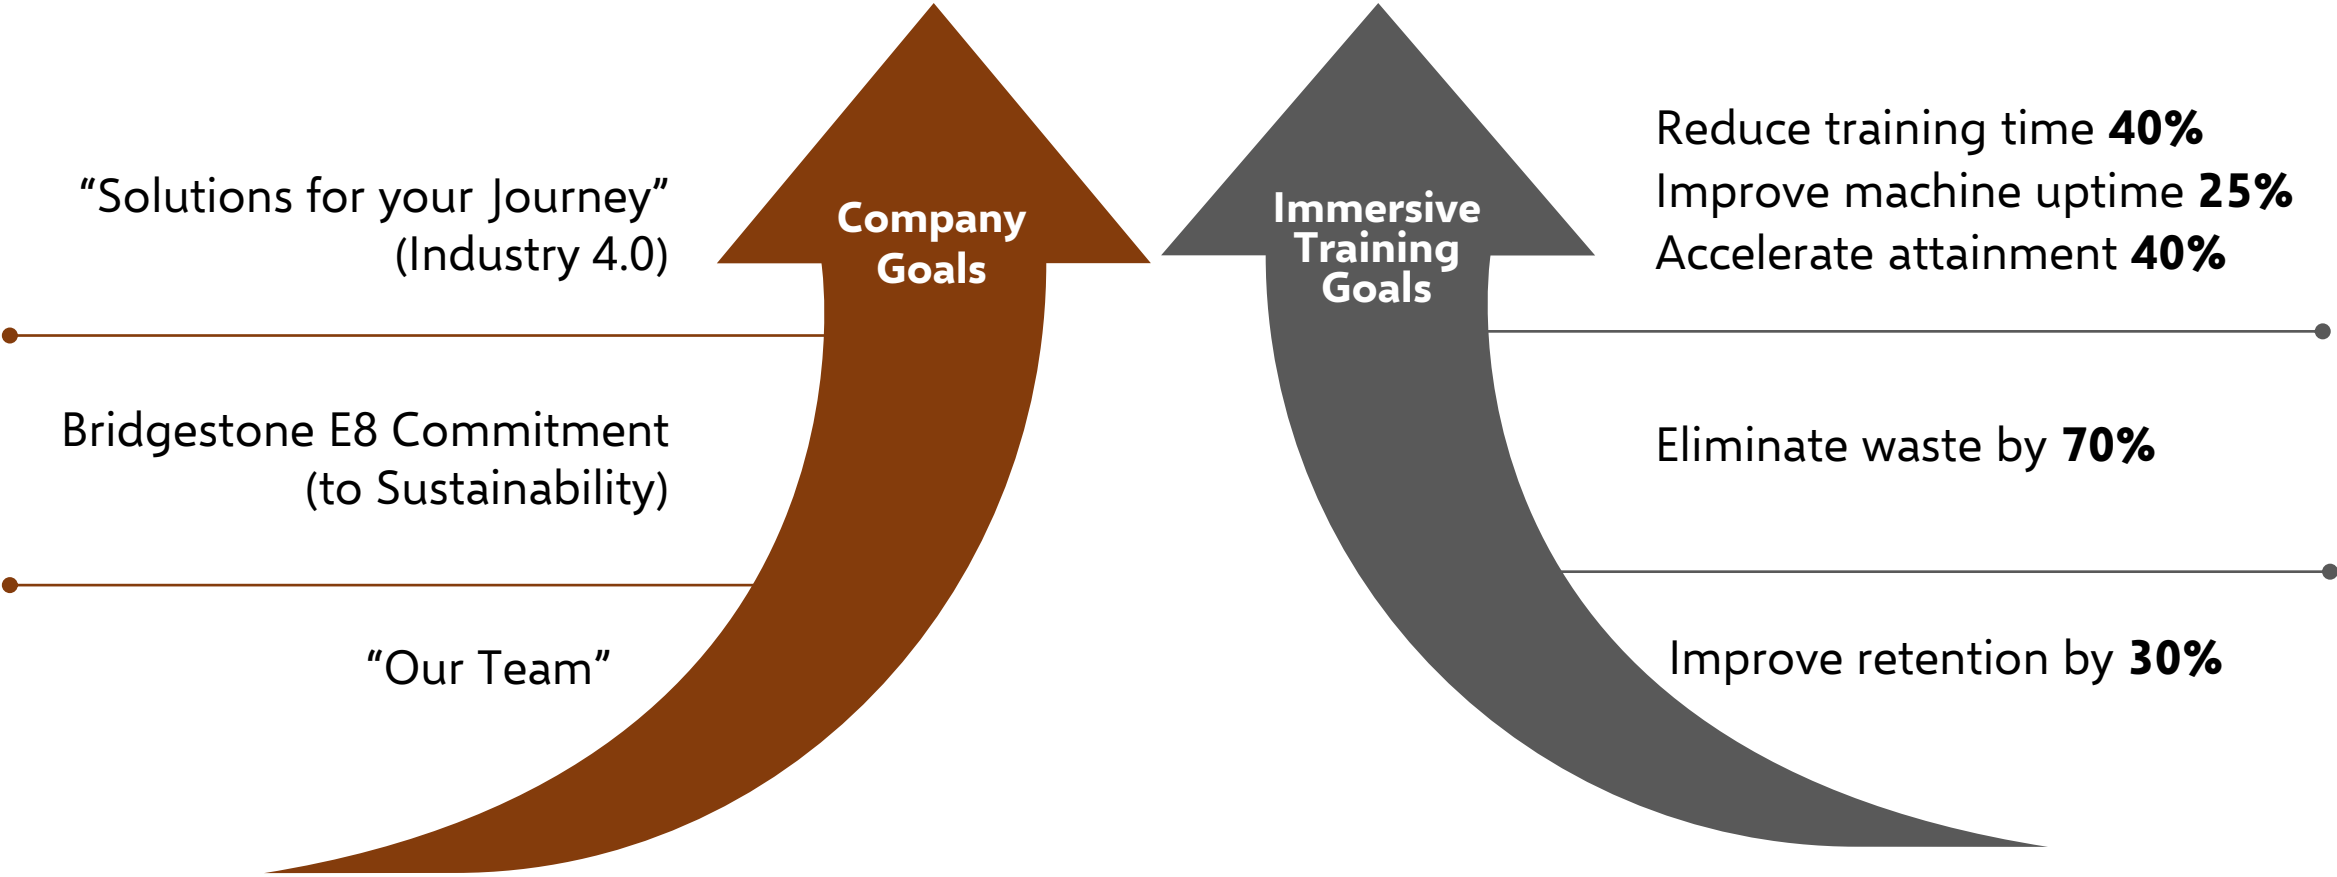 “Solutions for your Journey”
(Industry 4.0)
Bridgestone E8 Commitment
(to Sustainability)
“Our Team”
Company
Goals
Immersive
Training
Goals
Reduce training time 40%
Improve machine uptime 25%
Accelerate attainment 40%
Eliminate waste by 70%
Improve retention by 30%